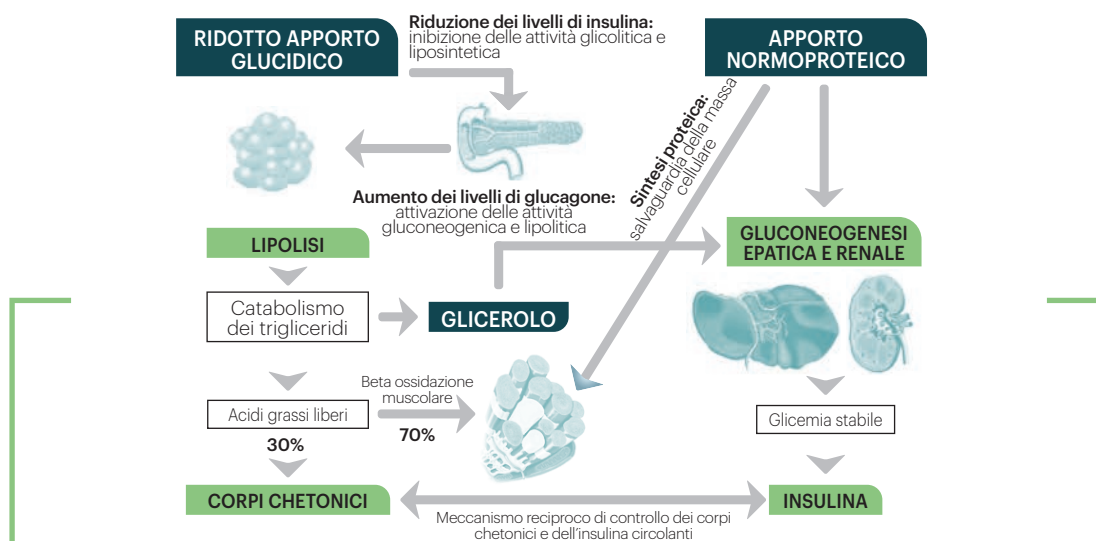 RIDOTTO APPORTO
GLUCIDICO
Riduzione dei livelli di insulina:
inibizione delle attività glicolitica e
liposintetica
APPORTO
NORMOPROTEICO
Sintesi proteica:
salvaguardia della massa
cellulare
Aumento dei livelli di glucagone:
attivazione delle attività
gluconeogenica e lipolitica
LIPOLISI
GLUCONEOGENESI
EPATICA E RENALE
Catabolismo
dei trigliceridi
GLICEROLO
Beta ossidazione
muscolare
Acidi grassi liberi
70%
30%
Glicemia stabile
CORPI CHETONICI
INSULINA
Meccanismo reciproco di controllo dei corpi
chetonici e dell'insulina circolanti